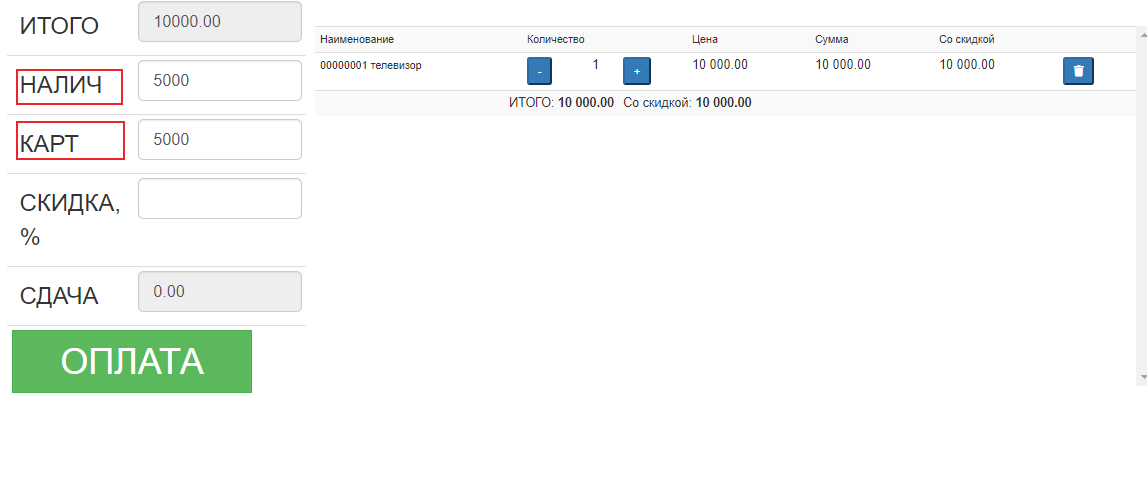 ИТОГО 10000.00
НАЛИЧ 5000
КАРТ 5000
СКИДКА,
%
СДАЧА 0.00
ОПЛАТА
Наименование Количество Цена Сумма Со скидкой
00000001 телевизор - 1 + 10 000.00 10 000.00 10 000.00
ИТОГО: 10 000.00 Со скидкой: 10 000.00